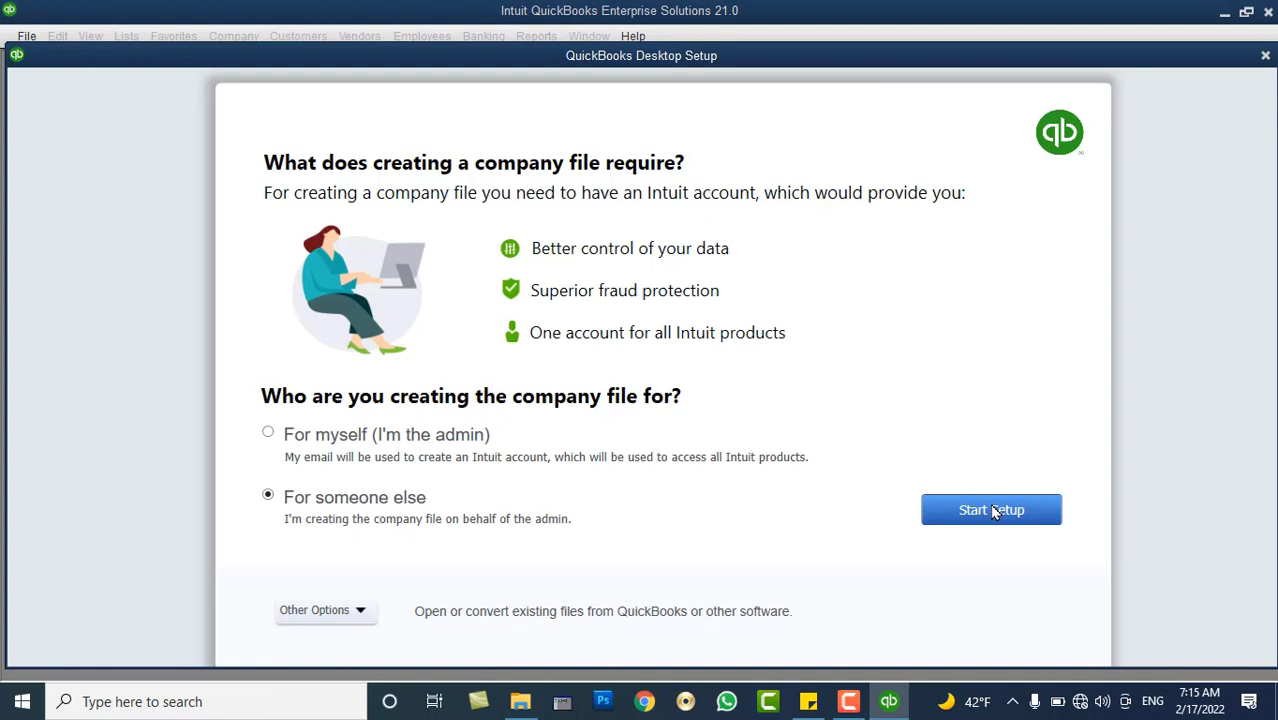 Intuit QuickBooks Enterprise Solutions 21.0
File Edit View Lists Favorites Company Customers Vendors Employees Banking Reports Window Help
QuickBooks Desktop Setup
qb
What does creating a company file require?
For creating a company file you need to have an Intuit account, which would provide you:
Better control of your data
Superior fraud protection
One account for all Intuit products
Who are you creating the company file for?
For myself (I'm the admin)
My email will be used to create an Intuit account, which will be used to access all Intuit products.
For someone else
I'm creating the company file on behalf of the admin.
Start Setup
Other Options
Open or convert existing files from QuickBooks or other software.
Type here to search
Ps
qb
42°F
ENG
7:15 AM
2/17/2022